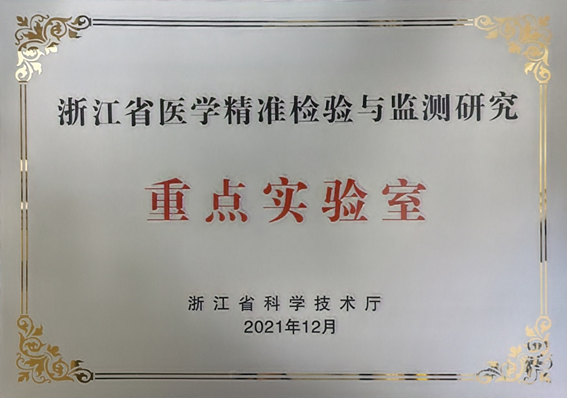 浙江省医学精准检验与监测研究
重点实验室
浙江省科学技术厅
2021年12月